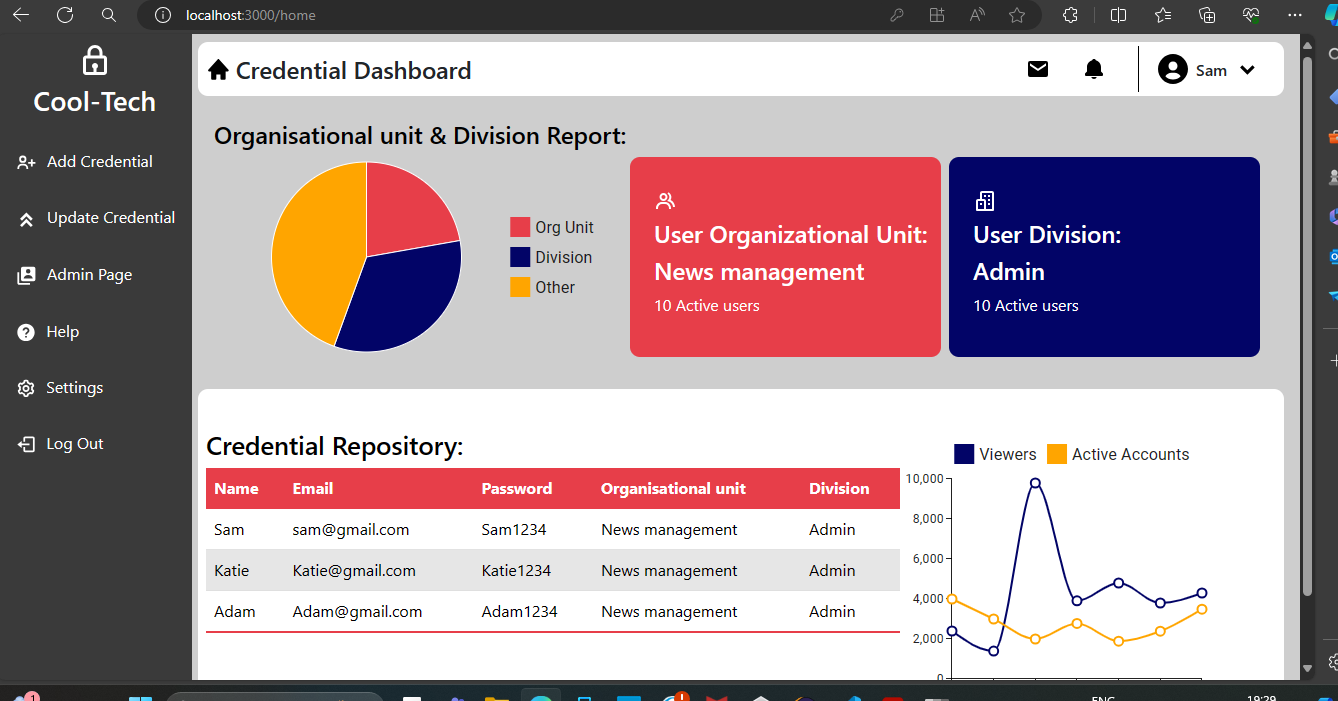 localhost:3000/home
Cool-Tech
Add Credential
Update Credential
Admin Page
Help
Settings
Log Out
Credential Dashboard
Sam
Organisational unit & Division Report:
Org Unit
Division
Other
User Organizational Unit:
News management
10 Active users
User Division:
Admin
10 Active users
Credential Repository:
Name Email Password Organisational unit Division
Sam sam@gmail.com Sam1234 News management Admin
Katie Katie@gmail.com Katie1234 News management Admin
Adam Adam@gmail.com Adam1234 News management Admin
Viewers Active Accounts
10,000
8,000
6,000
4,000
2,000
0
1
ENG
18:29